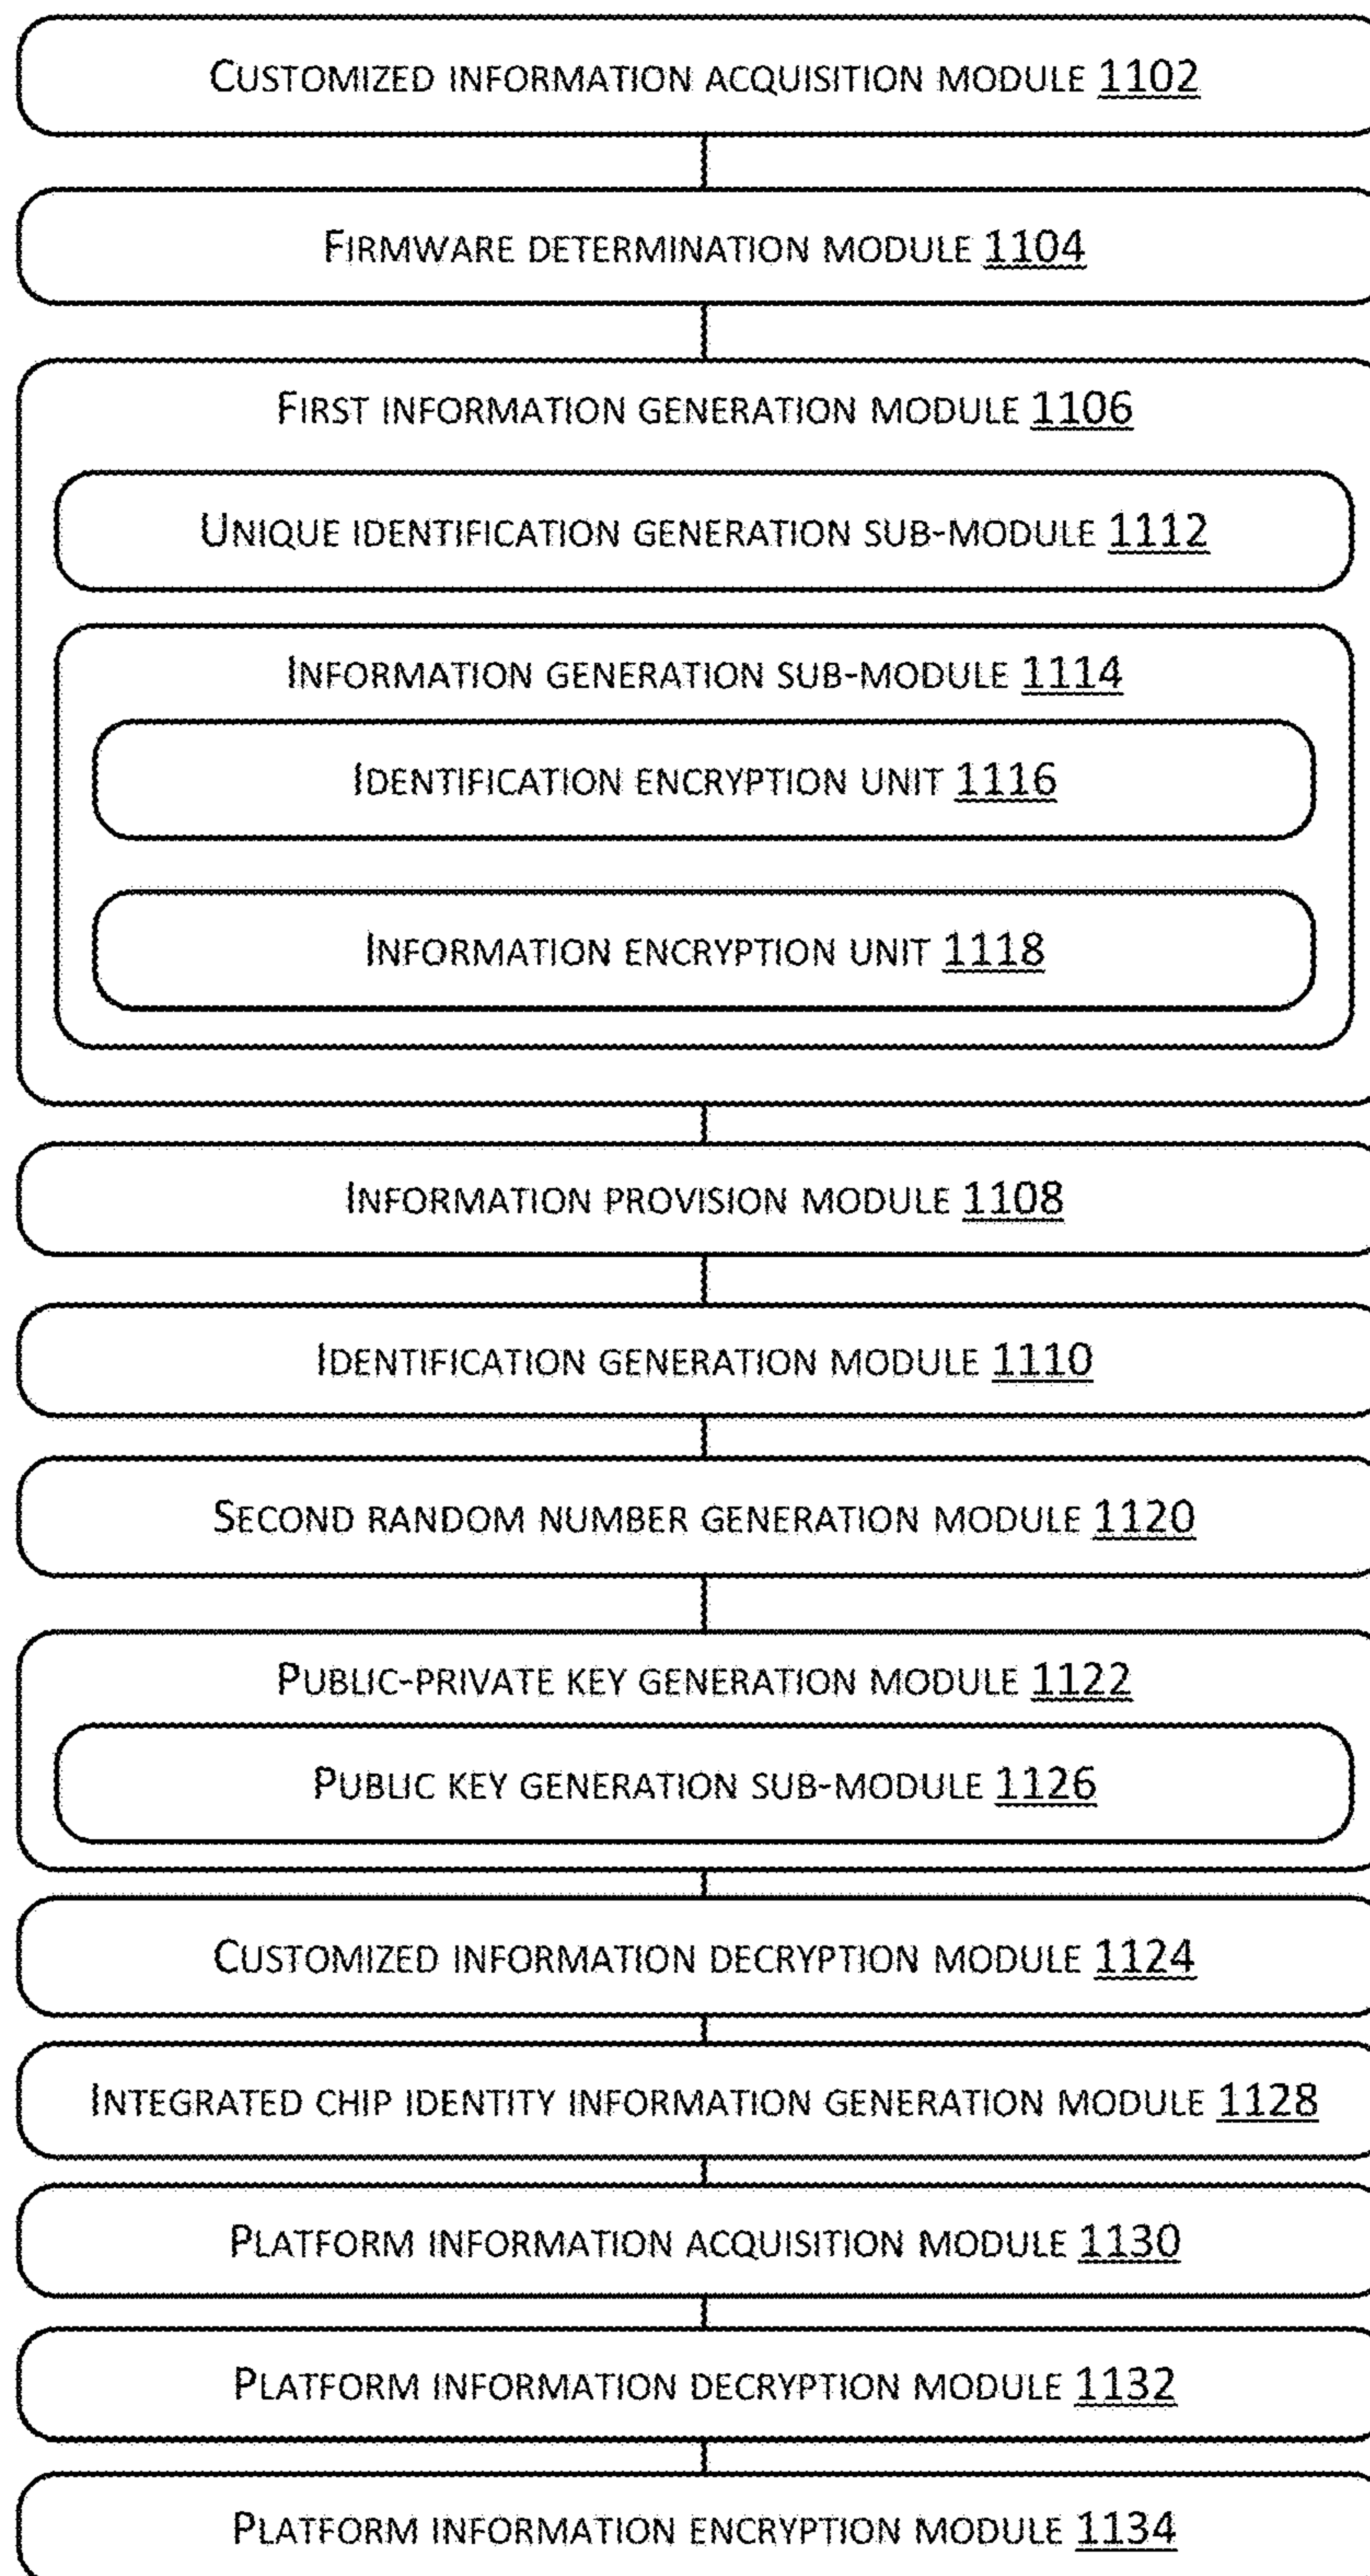 CUSTOMIZED INFORMATION ACQUISITION MODULE 1102
FIRMWARE DETERMINATION MODULE 1104
FIRST INFORMATION GENERATION MODULE 1106
UNIQUE IDENTIFICATION GENERATION SUB-MODULE 1112
INFORMATION GENERATION SUB-MODULE 1114
IDENTIFICATION ENCRYPTION UNIT 1116
INFORMATION ENCRYPTION UNIT 1118
INFORMATION PROVISION MODULE 1108
IDENTIFICATION GENERATION MODULE 1110
SECOND RANDOM NUMBER GENERATION MODULE 1120
PUBLIC-PRIVATE KEY GENERATION MODULE 1122
PUBLIC KEY GENERATION SUB-MODULE 1126
CUSTOMIZED INFORMATION DECRYPTION MODULE 1124
INTEGRATED CHIP IDENTITY INFORMATION GENERATION MODULE 1128
PLATFORM INFORMATION ACQUISITION MODULE 1130
PLATFORM INFORMATION DECRYPTION MODULE 1132
PLATFORM INFORMATION ENCRYPTION MODULE 1134